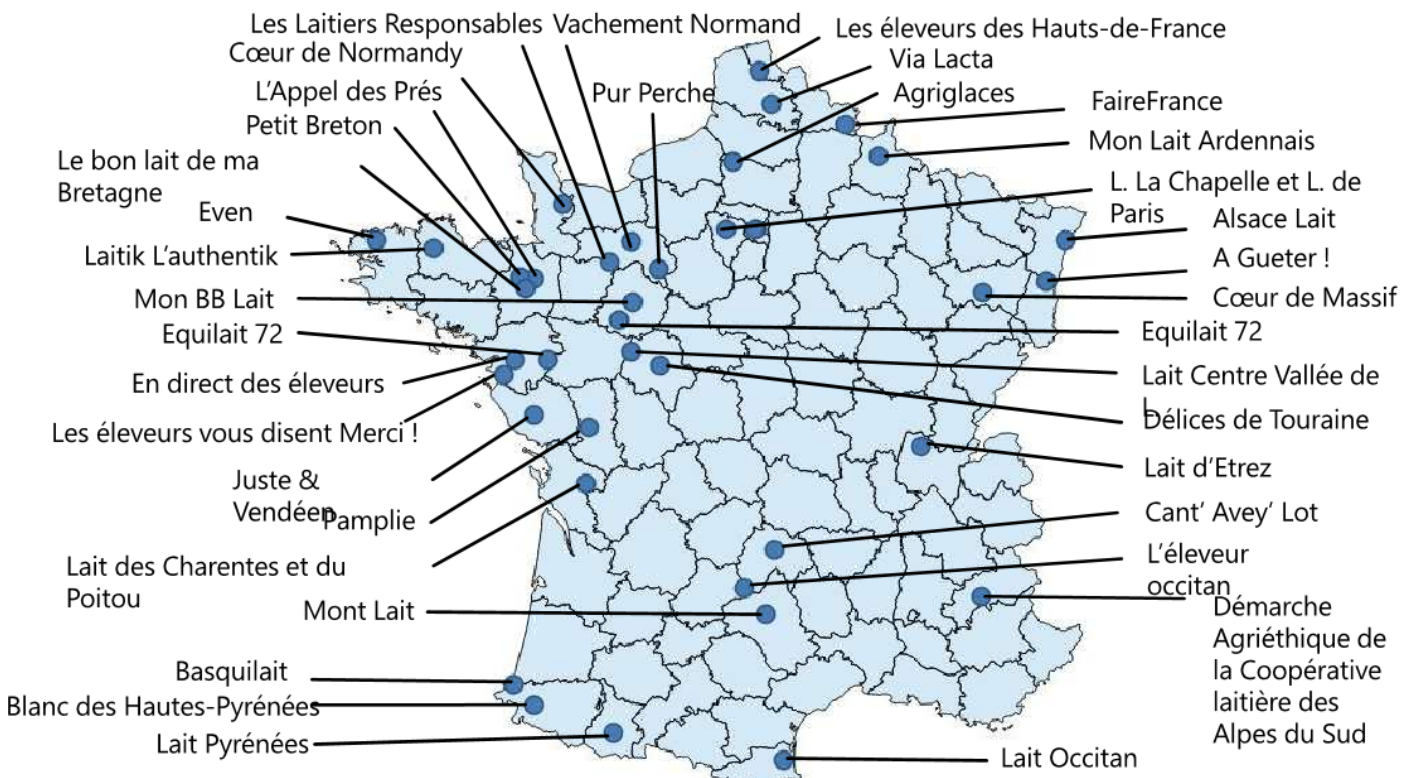 Les Laitiers Responsables
Vachement Normand
Les éleveurs des Hauts-de-France
Cœur de Normandy
Via Lacta
L'Appel des Prés
Pur Perche
Agriglaces
FaireFrance
Petit Breton
Mon Lait Ardennais
Le bon lait de ma
Bretagne
L. La Chapelle et L. de
Paris
Even
Alsace Lait
Laitik L'authentik
A Gueter !
Mon BB Lait
Cœur de Massif
Equilait 72
Equilait 72
En direct des éleveurs
Lait Centre Vallée de
L
Délices de Touraine
Les éleveurs vous disent Merci !
Lait d'Etrez
Juste &
Vendéen
Pamplie
Cant' Avey' Lot
L'éleveur
occitan
Lait des Charentes et du
Poitou
Mont Lait
Démarche
Agriéthique de
la Coopérative
laitière des
Alpes du Sud
Basquilait
Blanc des Hautes-Pyrénées
Lait Pyrénées
Lait Occitan